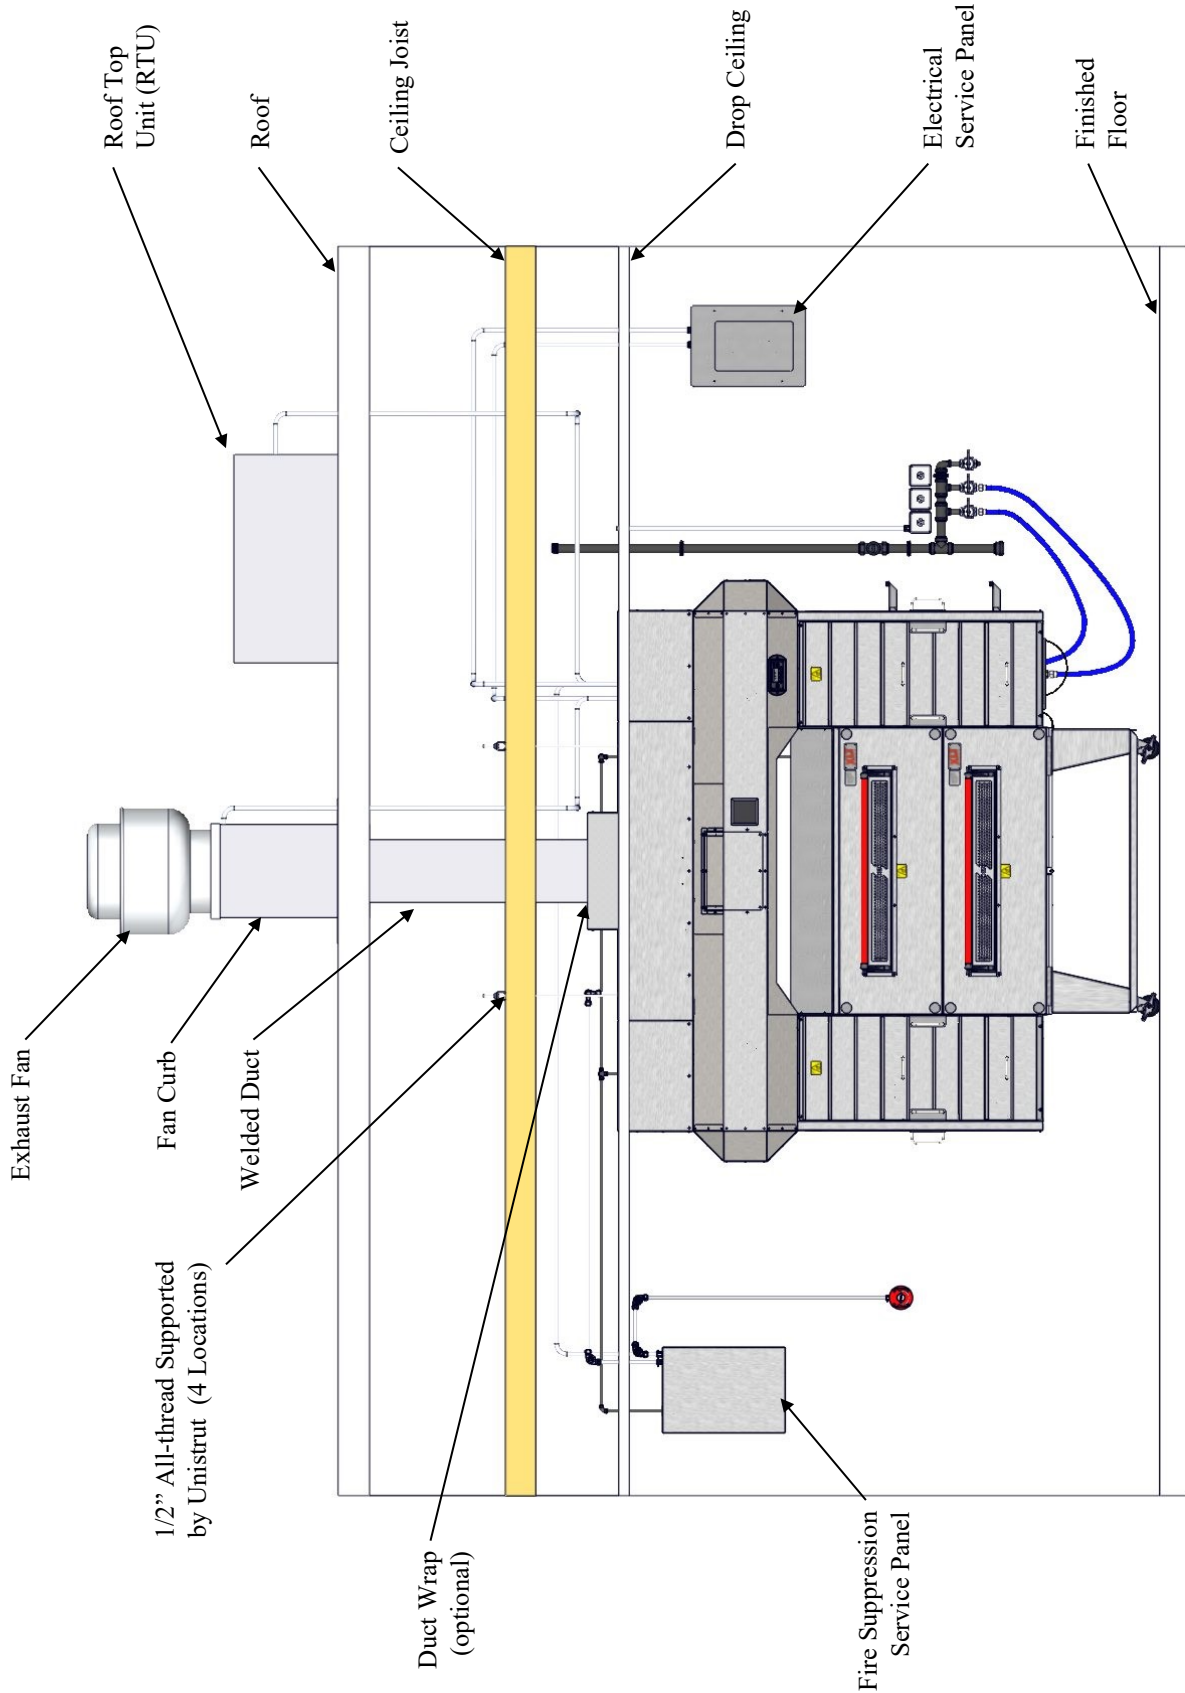 Exhaust Fan
Fan Curb
Welded Duct
1/2” All-thread Supported
by Unistrut (4 Locations)
Duct Wrap
(optional)
Fire Suppression
Service Panel
Roof Top
Unit (RTU)
Roof
Ceiling Joist
Drop Ceiling
Electrical
Service Panel
Finished
Floor